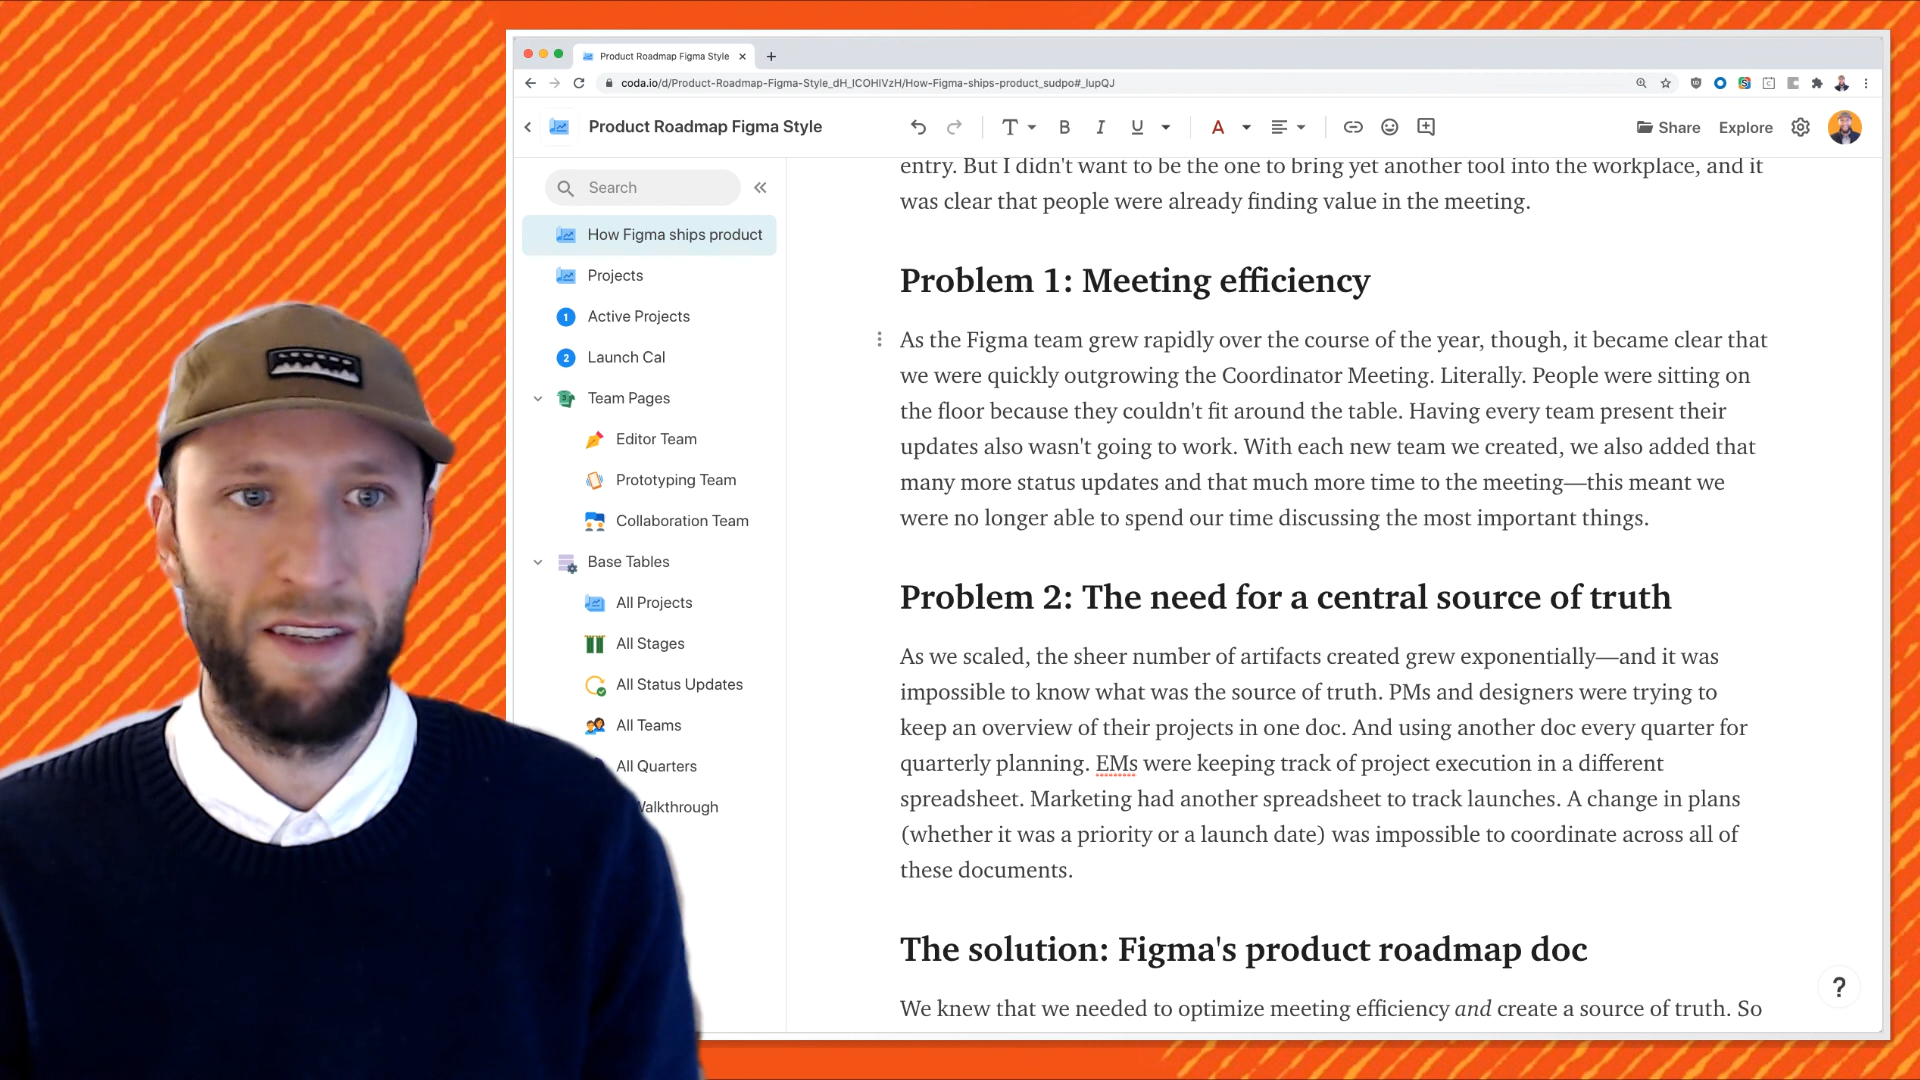 Product Roadmap Figma Style
coda.io/d/Product-Roadmap-Figma-Style_dH_ICOHIVzH/How-Figma-ships-product_sudpo#_lupQJ
Product Roadmap Figma Style
T
B
I
U
A
Share
Explore
Search
How Figma ships product
Projects
1 Active Projects
2 Launch Cal
Team Pages
Editor Team
Prototyping Team
Collaboration Team
Base Tables
All Projects
All Stages
All Status Updates
All Teams
All Quarters
Walkthrough
entry. But I didn't want to be the one to bring yet another tool into the workplace, and it
was clear that people were already finding value in the meeting.
Problem 1: Meeting efficiency
As the Figma team grew rapidly over the course of the year, though, it became clear that
we were quickly outgrowing the Coordinator Meeting. Literally. People were sitting on
the floor because they couldn't fit around the table. Having every team present their
updates also wasn't going to work. With each new team we created, we also added that
many more status updates and that much more time to the meeting—this meant we
were no longer able to spend our time discussing the most important things.
Problem 2: The need for a central source of truth
As we scaled, the sheer number of artifacts created grew exponentially—and it was
impossible to know what was the source of truth. PMs and designers were trying to
keep an overview of their projects in one doc. And using another doc every quarter for
quarterly planning. EMs were keeping track of project execution in a different
spreadsheet. Marketing had another spreadsheet to track launches. A change in plans
(whether it was a priority or a launch date) was impossible to coordinate across all of
these documents.
The solution: Figma's product roadmap doc
We knew that we needed to optimize meeting efficiency and create a source of truth. So
?